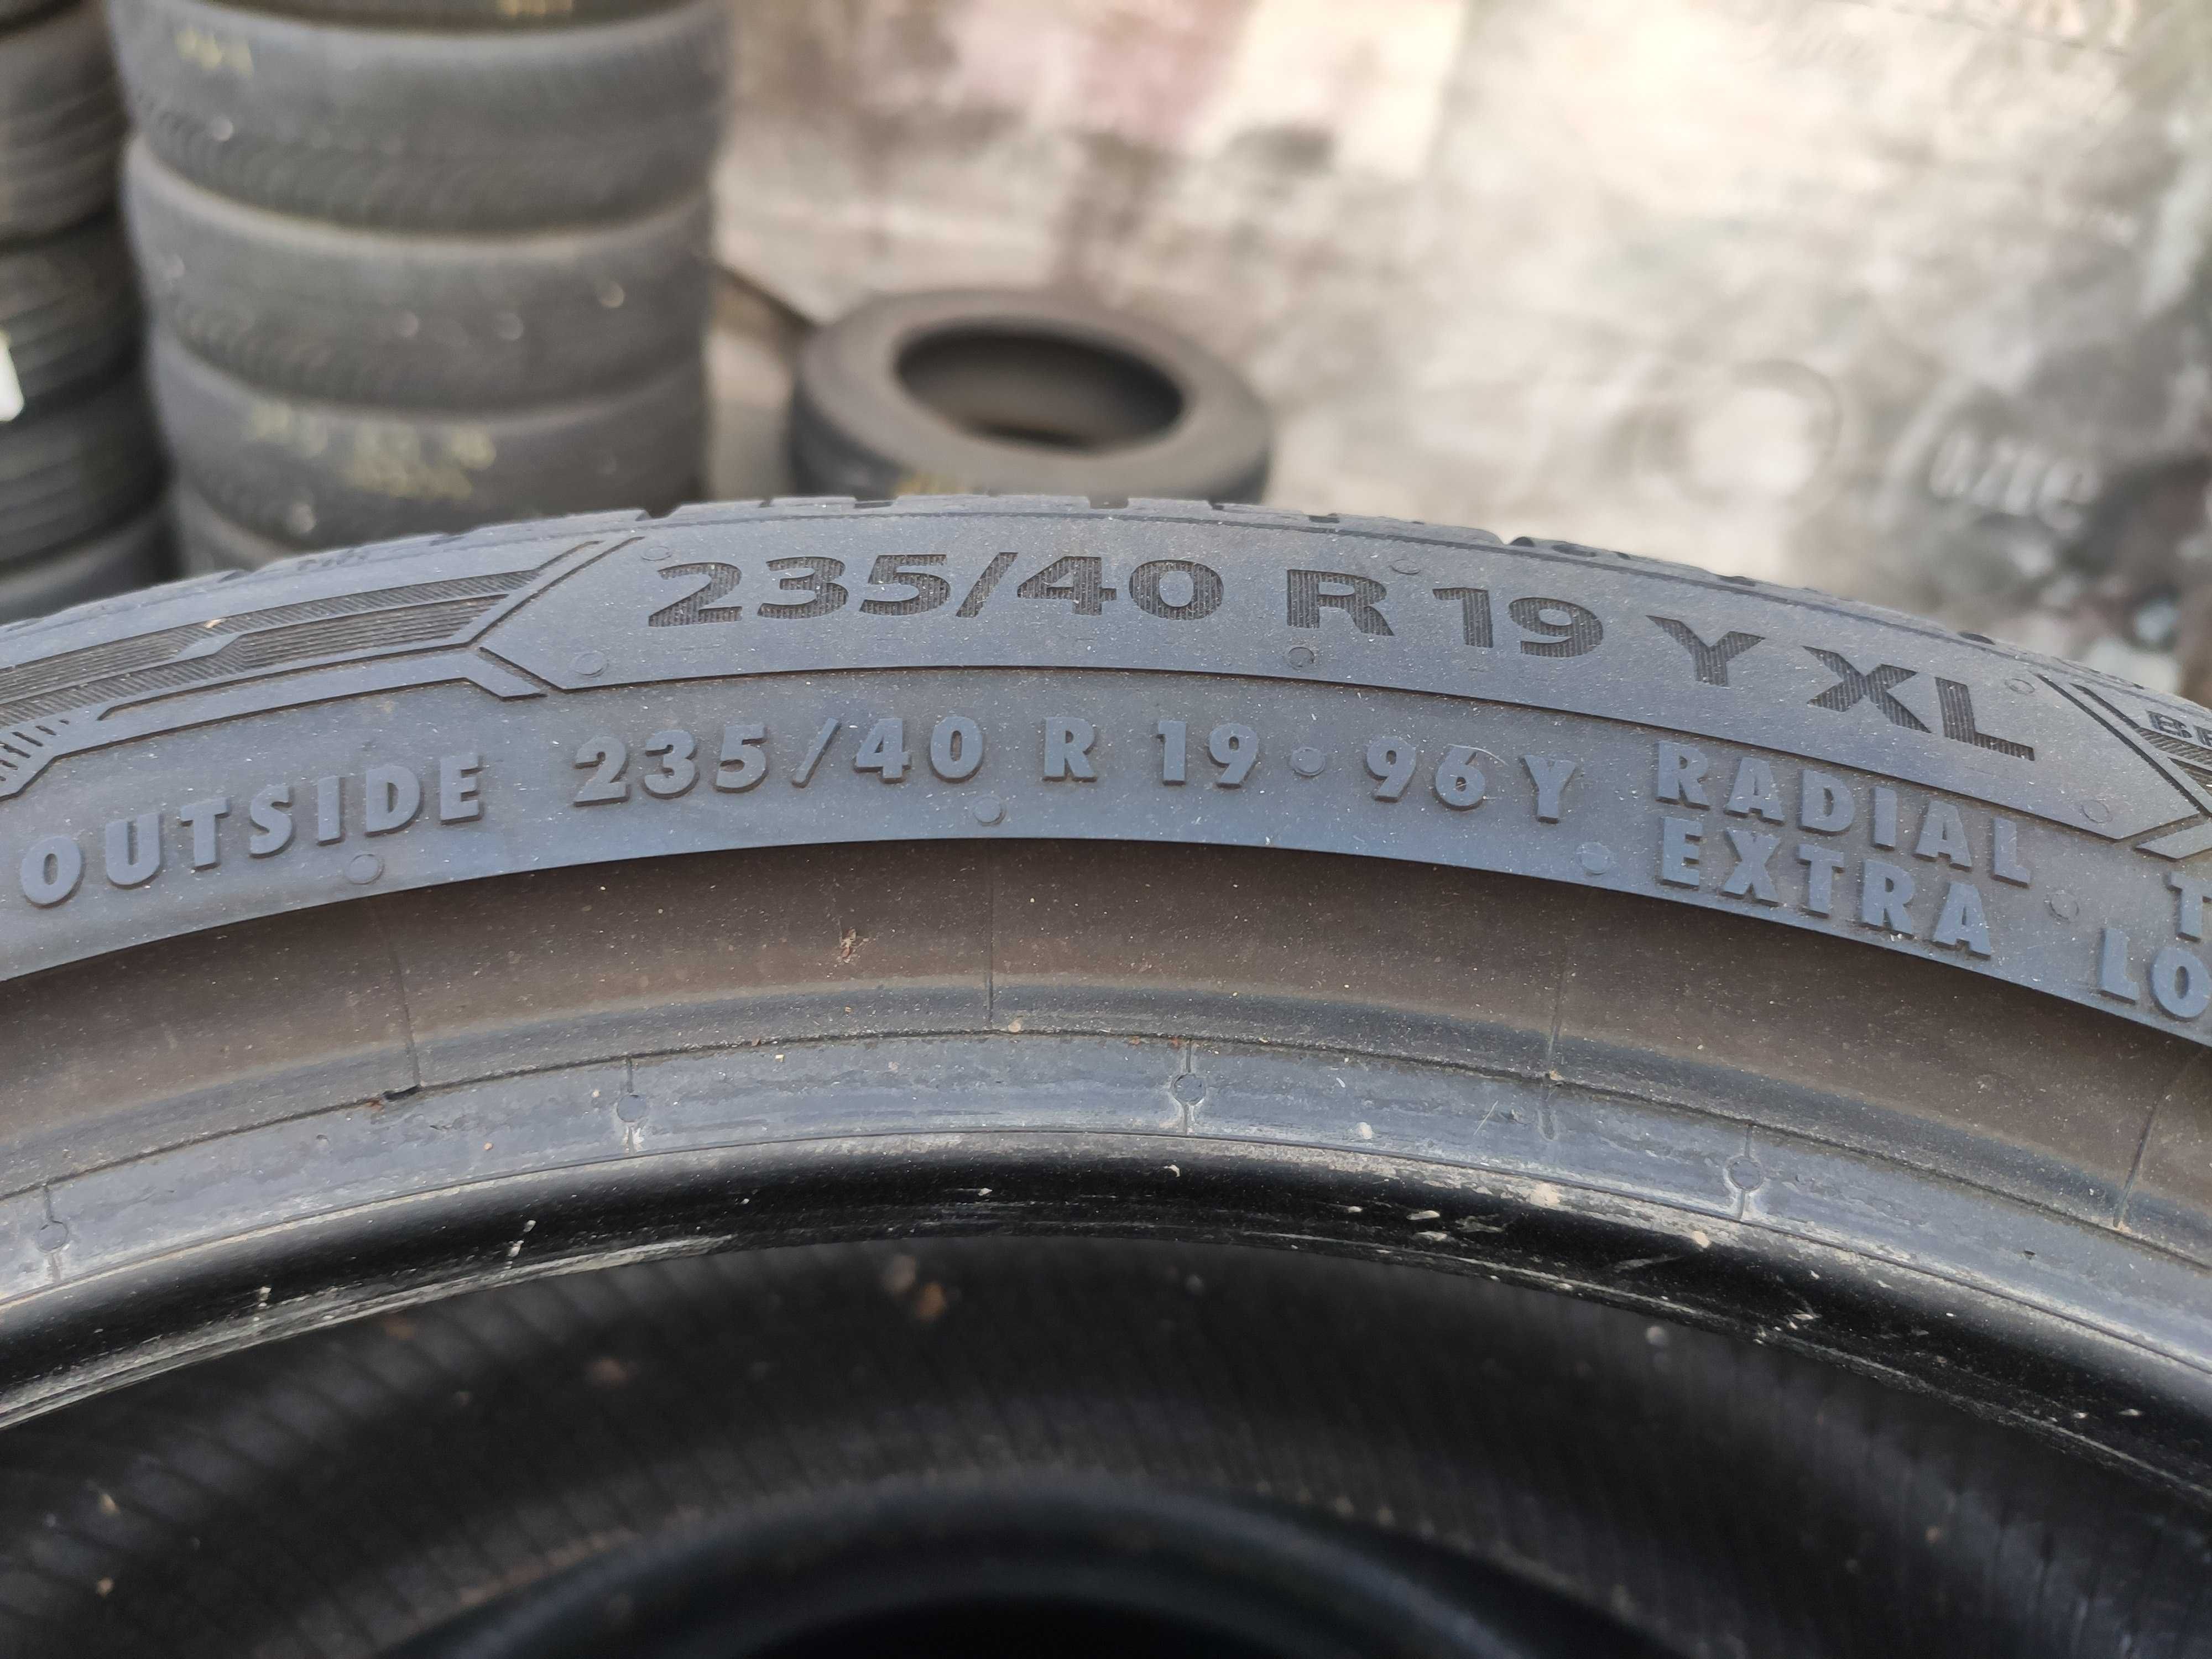 235/40 R 19 Y XL
OUTSIDE 235/40 R 19 • 96 Y RADIAL
EXTRA